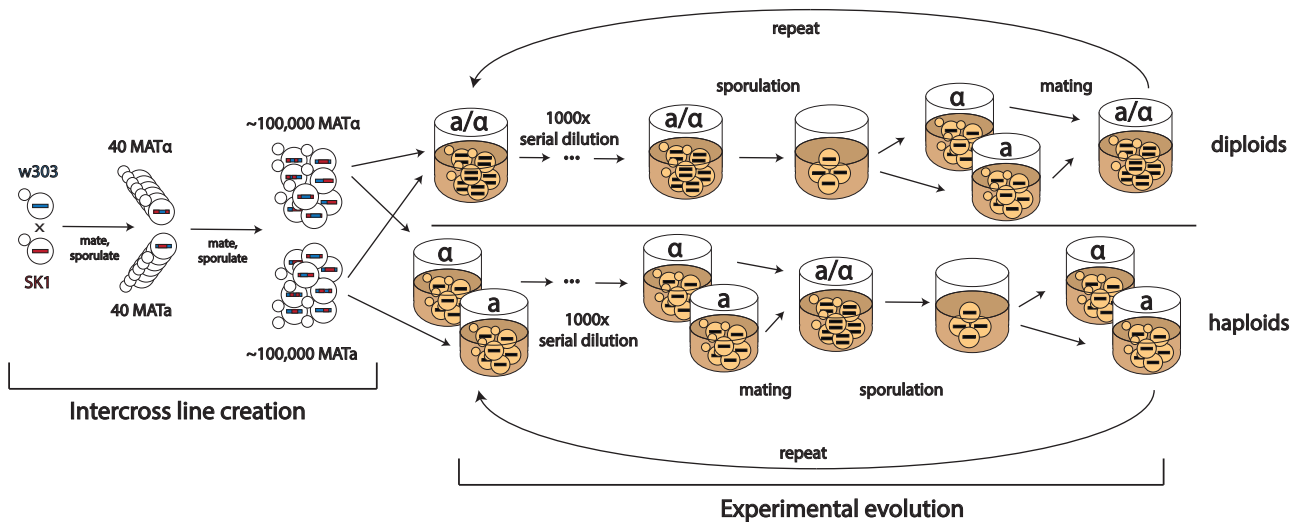 repeat
sporulation
mating
α
a/α
1000x
serial dilution
...
a/α
a
a/α
diploids
~100,000 MATα
40 MATα
w303
×
SK1
mate,
sporulate
mate,
sporulate
40 MATa
~100,000 MATa
α
a
...
1000x
serial dilution
α
a
a/α
α
a
haploids
mating
sporulation
Intercross line creation
repeat
Experimental evolution